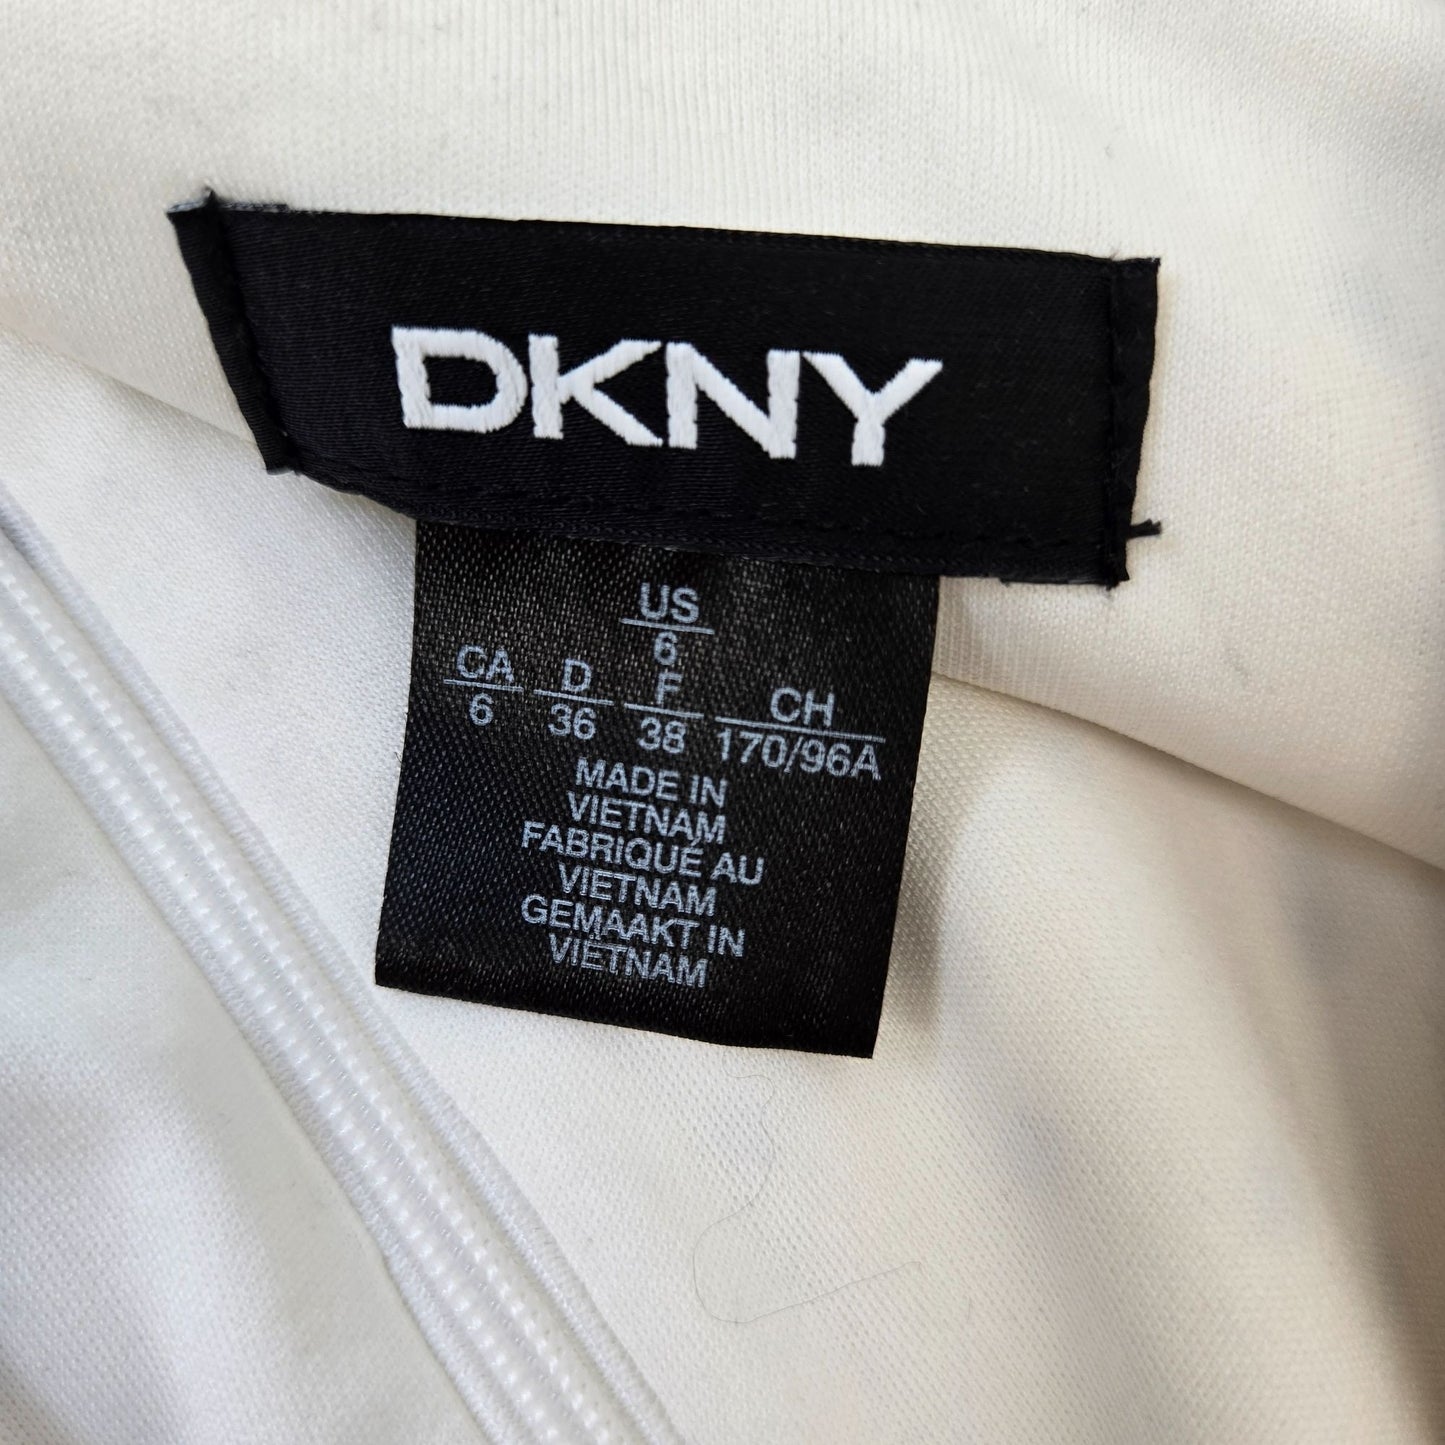 DKNY
US
6
CA D F CH
6 36 38 170/96A
MADE IN
VIETNAM
FABRIQUÉ AU
VIETNAM
GEMAAKT IN
VIETNAM